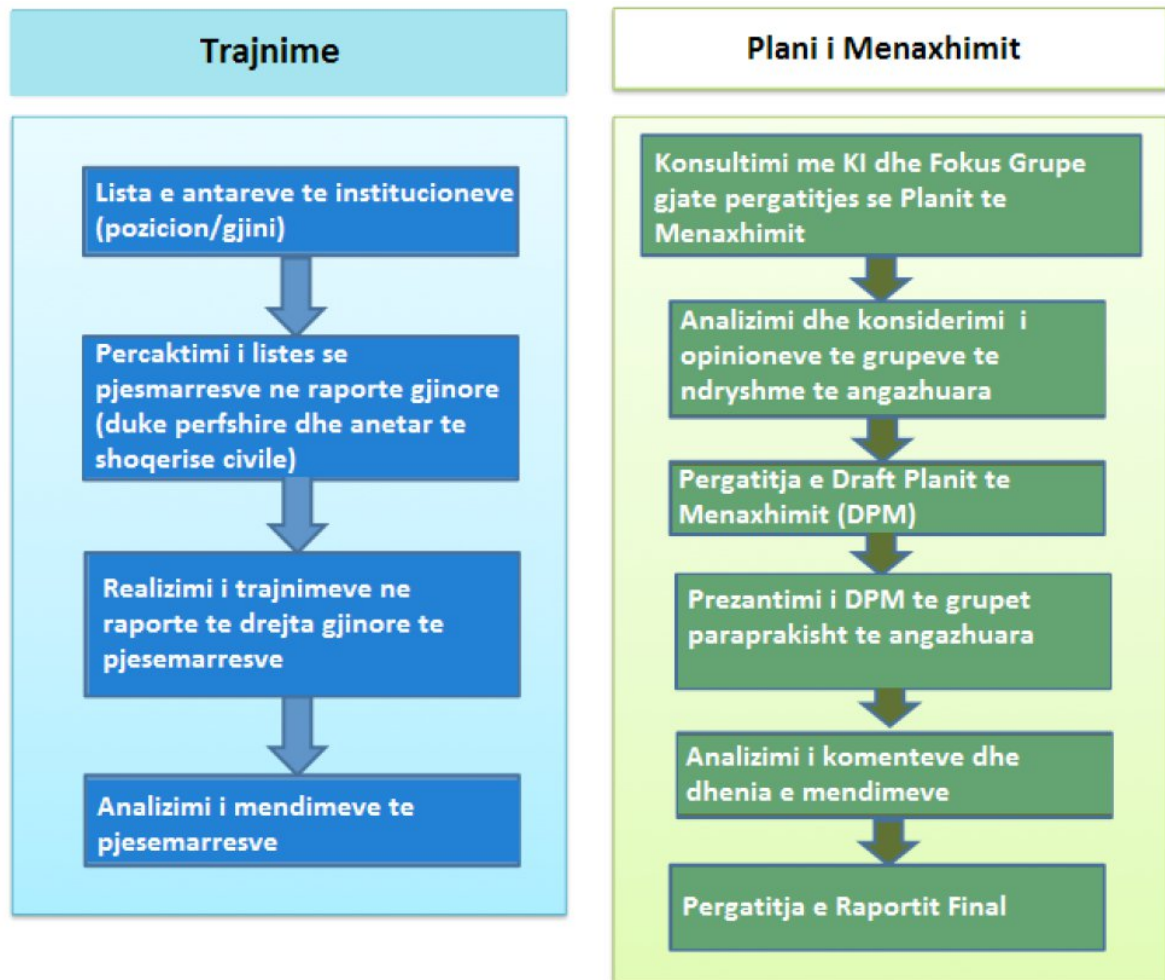 Trajnime
Lista e antareve te institucioneve
(pozicion/gjini)
Percaktimi i listes se
pjesmarresve ne raporte gjinore
(duke perfshire dhe anetar te
shoqerise civile)
Realizimi i trajnimeve ne
raporte te drejta gjinore te
pjesemarresve
Analizimi i mendimeve te
pjesemarresve
Plani i Menaxhimit
Konsultimi me KI dhe Fokus Grupe
gjate pergatitjes se Planit te
Menaxhimit
Analizimi dhe konsiderimi i
opinioneve te grupeve te
ndryshme te angazhuara
Pergatitja e Draft Planit te
Menaxhimit (DPM)
Prezantimi i DPM te grupet
paraprakisht te angazhuara
Analizimi i komenteve dhe
dhenia e mendimeve
Pergatitja e Raportit Final